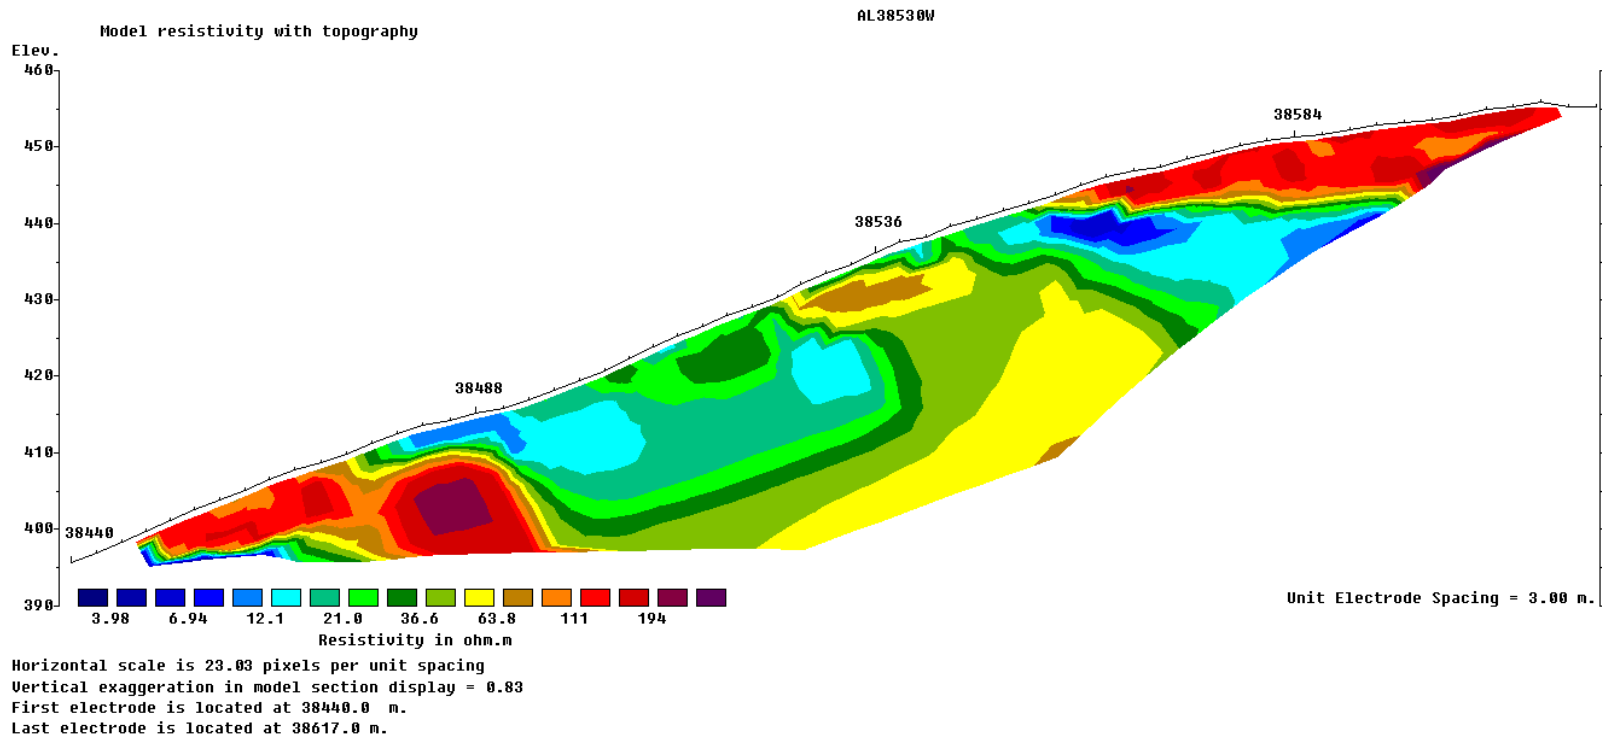 AL38530W
Model resistivity with topography
Elev.
460
450
440
430
420
410
400
390
38440
38488
38536
38584
3.98 6.94 12.1 21.0 36.6 63.8 111 194
Resistivity in ohm.m
Unit Electrode Spacing = 3.00 m.
Horizontal scale is 23.03 pixels per unit spacing
Vertical exaggeration in model section display = 0.83
First electrode is located at 38440.0 m.
Last electrode is located at 38617.0 m.